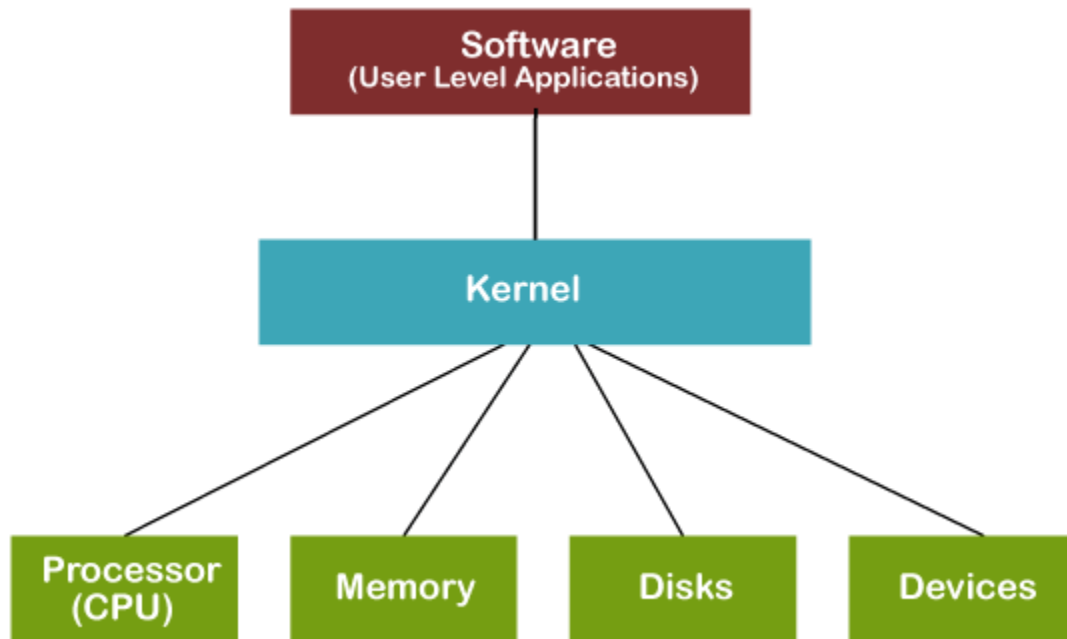 Software
(User Level Applications)
Kernel
Processor
(CPU)
Memory
Disks
Devices